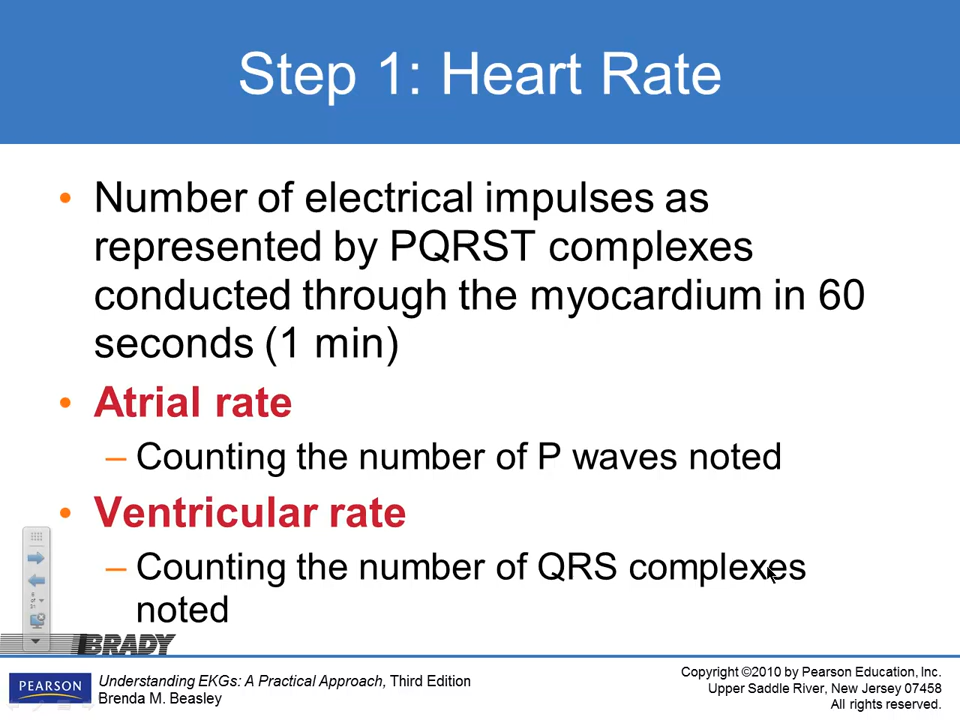 Step 1: Heart Rate
• Number of electrical impulses as
represented by PQRST complexes
conducted through the myocardium in 60
seconds (1 min)
• Atrial rate
– Counting the number of P waves noted
• Ventricular rate
– Counting the number of QRS complexes
noted
BRADY
PEARSON
Understanding EKGs: A Practical Approach, Third Edition
Brenda M. Beasley
Copyright ©2010 by Pearson Education, Inc.
Upper Saddle River, New Jersey 07458
All rights reserved.